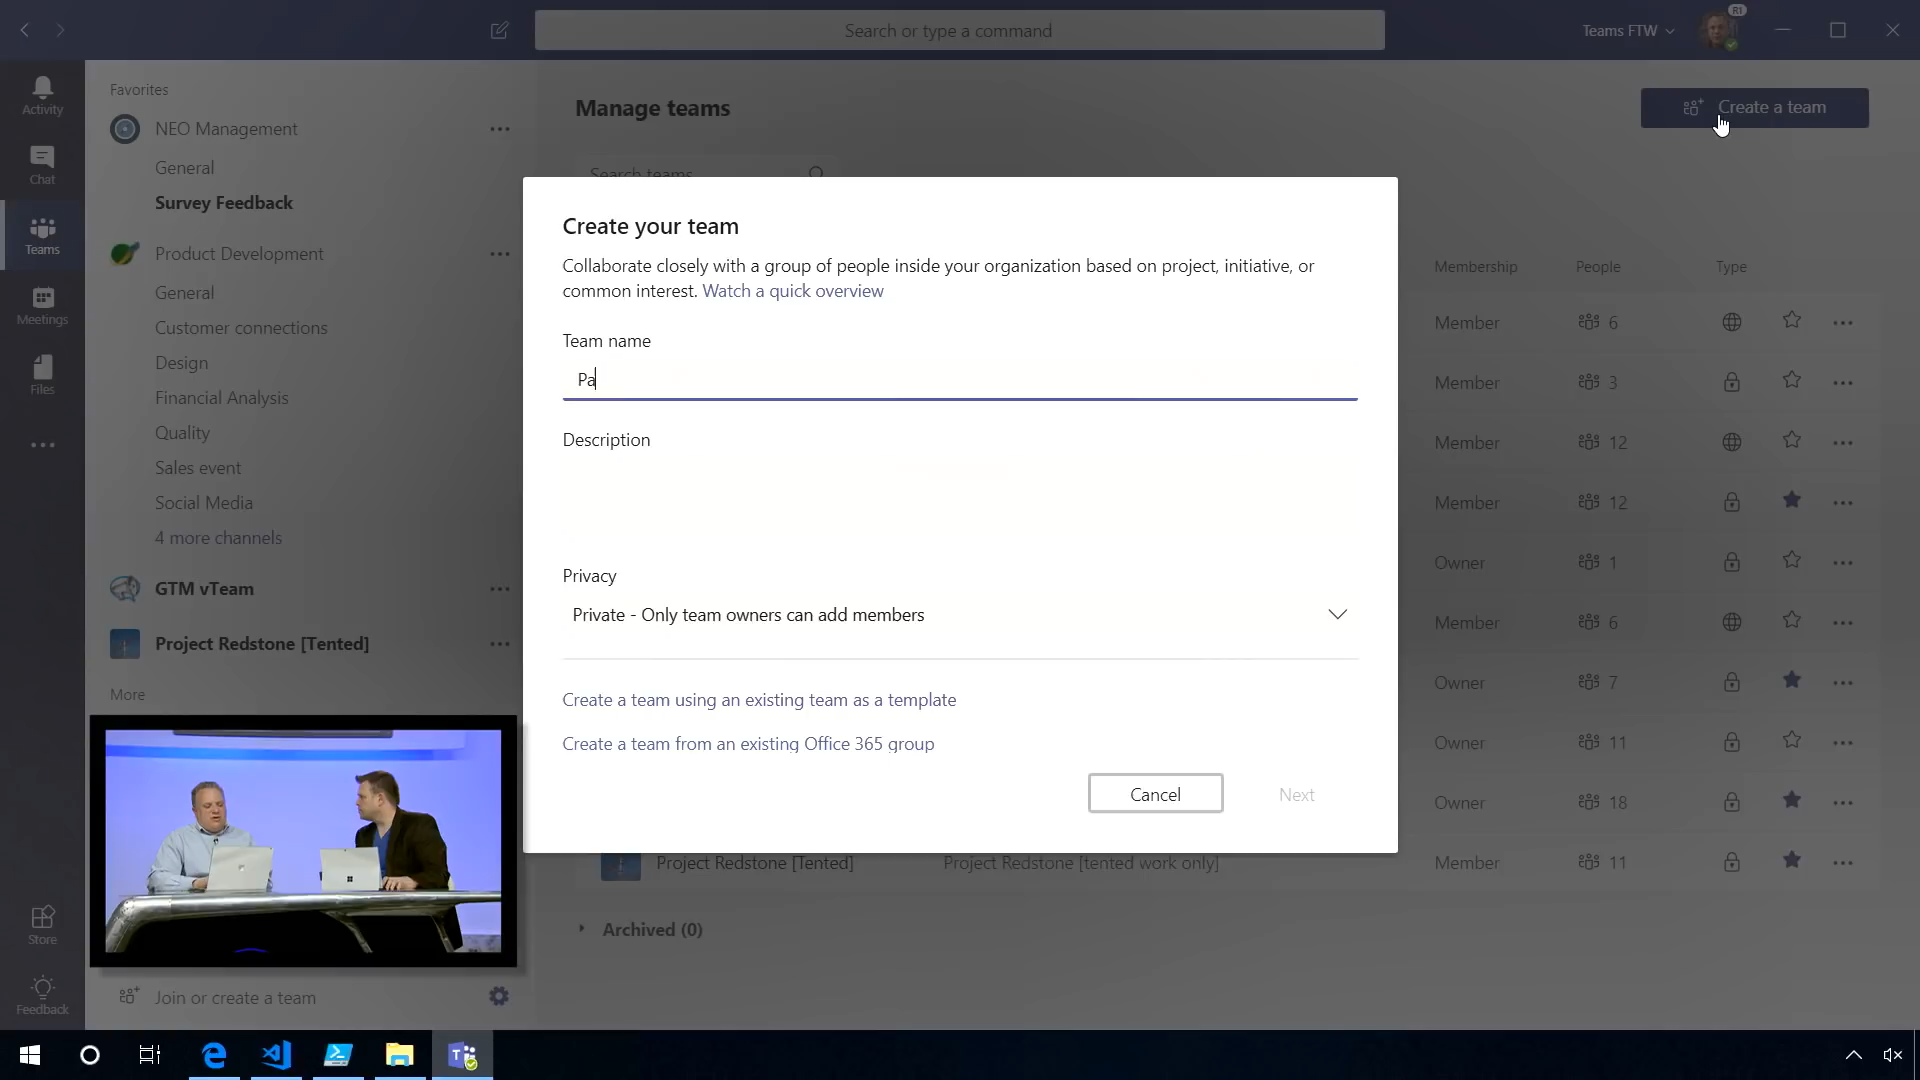 Search or type a command
Teams FTW
R1
Activity
Chat
Teams
Meetings
Files
Store
Feedback
Favorites
NEO Management
General
Survey Feedback
Product Development
General
Customer connections
Design
Financial Analysis
Quality
Sales event
Social Media
4 more channels
GTM vTeam
Project Redstone [Tented]
More
Join or create a team
Manage teams
Create a team
Search teams
Membership People Type
Member 6
Member 3
Member 12
Member 12
Owner 1
Member 6
Owner 7
Owner 11
Owner 18
Project Redstone [Tented] Project Redstone [tented work only] Member 11
Archived (0)
Create your team
Collaborate closely with a group of people inside your organization based on project, initiative, or
common interest. Watch a quick overview
Team name
Pa
Description
Privacy
Private - Only team owners can add members
Create a team using an existing team as a template
Create a team from an existing Office 365 group
Cancel
Next